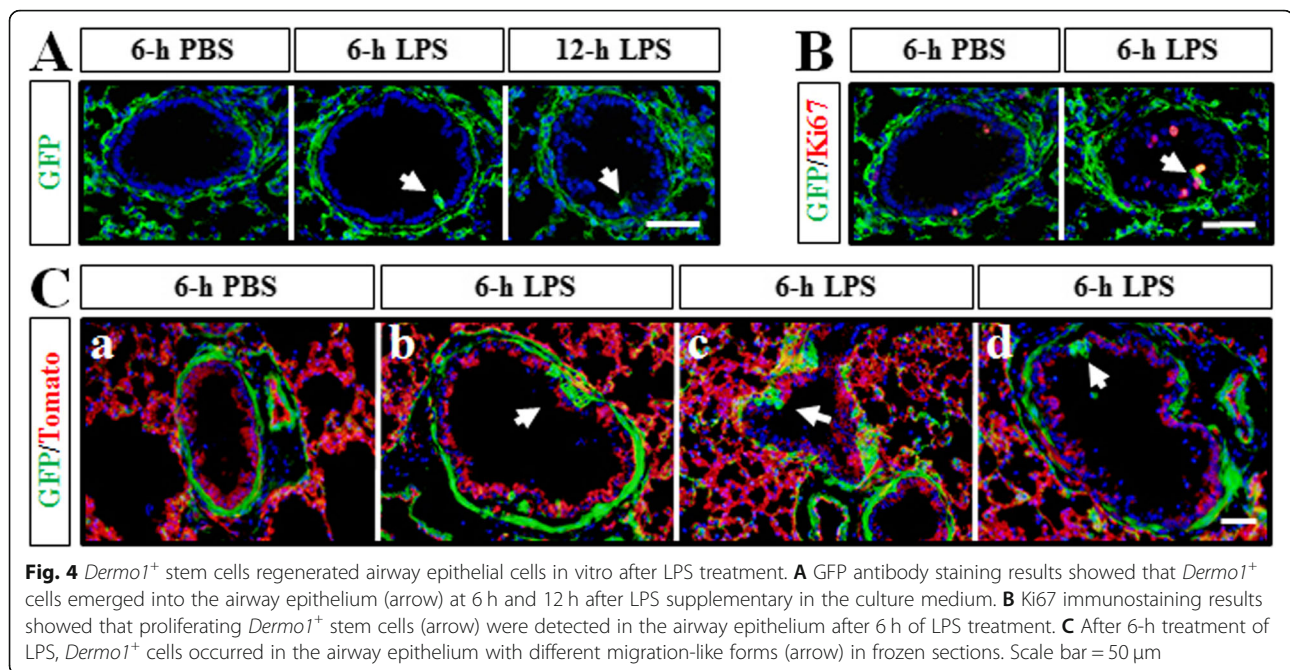 A
6-h PBS
6-h LPS
12-h LPS
GFP
B
6-h PBS
6-h LPS
GFP/Ki67
C
6-h PBS
6-h LPS
6-h LPS
6-h LPS
GFP/Tomato
a
b
c
d
Fig. 4 Dermo1+ stem cells regenerated airway epithelial cells in vitro after LPS treatment. A GFP antibody staining results showed that Dermo1+
cells emerged into the airway epithelium (arrow) at 6 h and 12 h after LPS supplementary in the culture medium. B Ki67 immunostaining results
showed that proliferating Dermo1+ stem cells (arrow) were detected in the airway epithelium after 6 h of LPS treatment. C After 6-h treatment of
LPS, Dermo1+ cells occurred in the airway epithelium with different migration-like forms (arrow) in frozen sections. Scale bar = 50 μm